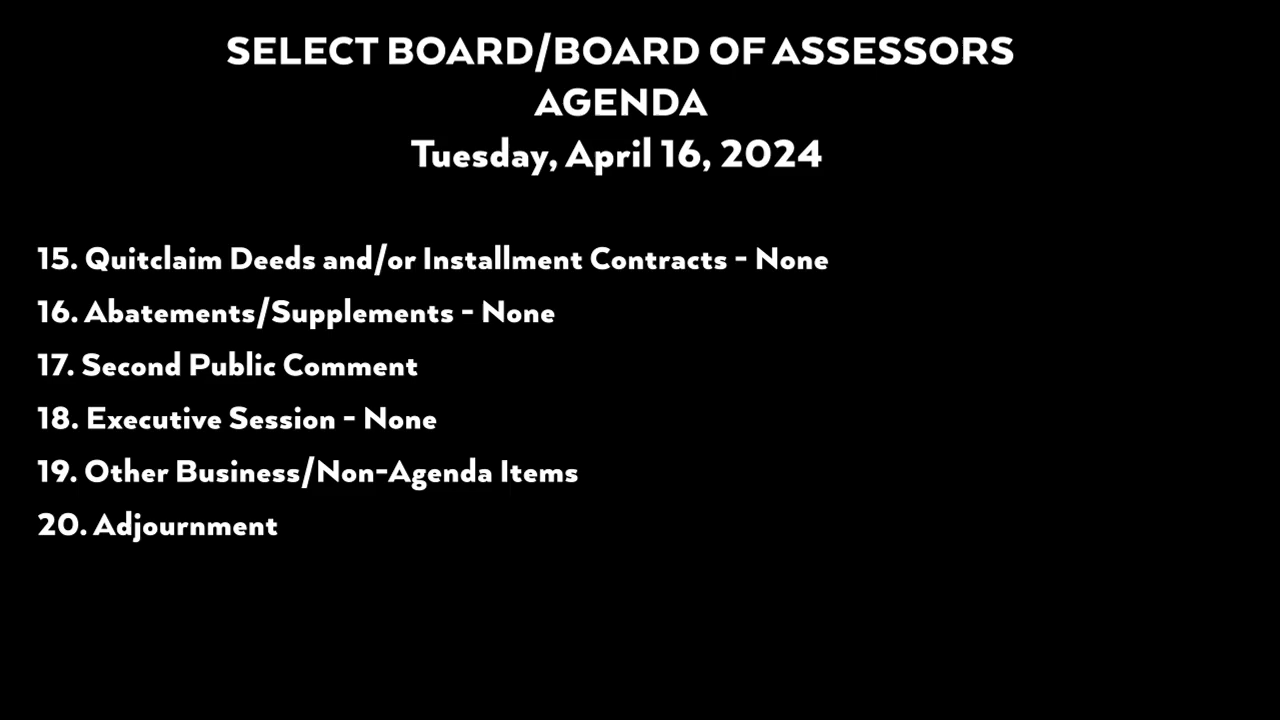 SELECT BOARD/BOARD OF ASSESSORS
AGENDA
Tuesday, April 16, 2024
15. Quitclaim Deeds and/or Installment Contracts - None
16. Abatements/Supplements - None
17. Second Public Comment
18. Executive Session - None
19. Other Business/Non-Agenda Items
20. Adjournment